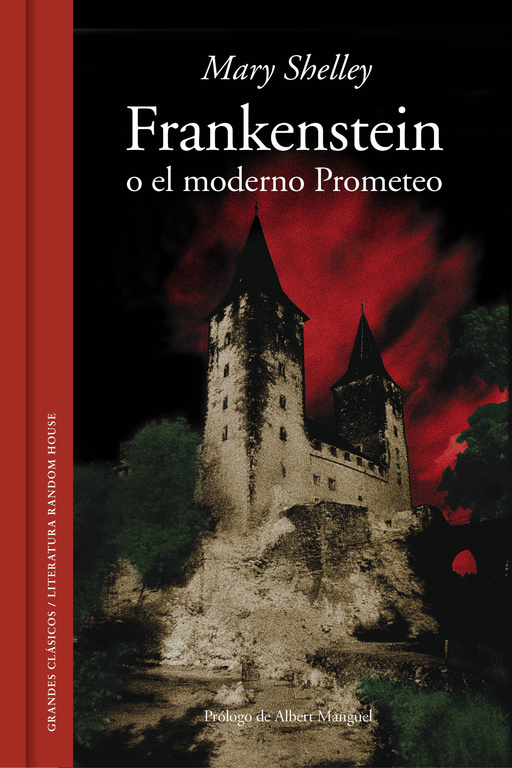 Mary Shelley
Frankenstein
o el moderno Prometeo
GRANDES CLÁSICOS / LITERATURA RANDOM HOUSE
Prólogo de Albert Manguel